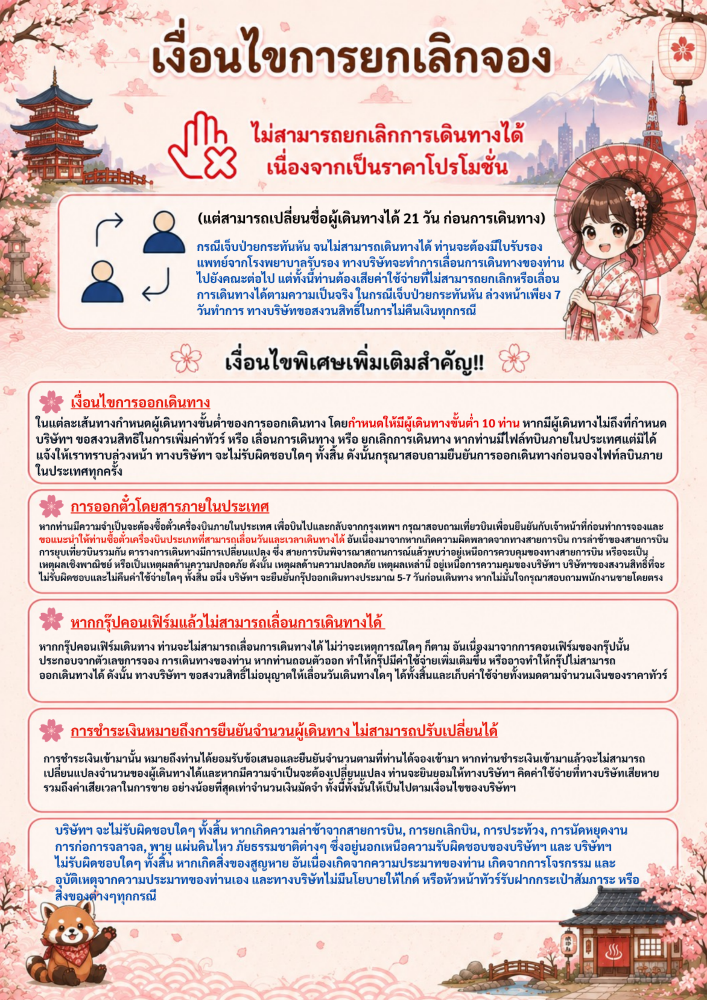 เงื่อนไขการยกเลิกจอง
ไม่สามารถยกเลิกการเดินทางได้
เนื่องจากเป็นราคาโปรโมชั่น
(แต่สามารถเปลี่ยนชื่อผู้เดินทางได้ 21 วัน ก่อนการเดินทาง)
กรณีเจ็บป่วยกระทันหัน จนไม่สามารถเดินทางได้ ท่านจะต้องมีใบรับรอง
แพทย์จากโรงพยาบาลรับรอง ทางบริษัทจะทำการเลื่อนการเดินทางของท่าน
ไปยังคณะต่อไป แต่ทั้งนี้ท่านต้องเสียค่าใช้จ่ายที่ไม่สามารถยกเลิกหรือเลื่อน
การเดินทางได้ตามความเป็นจริง ในกรณีเจ็บป่วยกระทันหัน ล่วงหน้าเพียง 7
วันทำการ ทางบริษัทขอสงวนสิทธิ์ในการไม่คืนเงินทุกกรณี
เงื่อนไขพิเศษเพิ่มเติมสำคัญ!!
เงื่อนไขการออกเดินทาง
ในแต่ละเส้นทางกำหนดผู้เดินทางขั้นต่ำของการออกเดินทาง โดยกำหนดให้มีผู้เดินทางขั้นต่ำ 10 ท่าน หากมีผู้เดินทางไม่ถึงที่กำหนด
บริษัทฯ ขอสงวนสิทธิในการเพิ่มค่าทัวร์ หรือ เลื่อนการเดินทาง หรือ ยกเลิกการเดินทาง หากท่านมีไฟล์ทบินภายในประเทศแต่มิได้
แจ้งให้เราทราบล่วงหน้า ทางบริษัทฯ จะไม่รับผิดชอบใดๆ ทั้งสิ้น ดังนั้นกรุณาสอบถามยืนยันการออกเดินทางก่อนจองไฟท์ลบินภาย
ในประเทศทุกครั้ง
การออกตั๋วโดยสารภายในประเทศ
หากท่านมีความจำเป็นจะต้องซื้อตั๋วเครื่องบินภายในประเทศ เพื่อบินไปและกลับจากกรุงเทพฯ กรุณาสอบถามเที่ยวบินเพื่อนยืนยันกับเจ้าหน้าที่ก่อนทำการจองและ
ขอแนะนำให้ท่านซื้อตั๋วเครื่องบินประเภทที่สามารถเลื่อนวันและเวลาเดินทางได้ อันเนื่องมาจากหากเกิดความผิดพลาดจากทางสายการบิน การล่าช้าของสายการบิน
การยุบเที่ยวบินรวมกัน ตารางการเดินทางมีการเปลี่ยนแปลง ซึ่ง สายการบินพิจารณาสถานการณ์แล้วพบว่าอยู่เหนือการควบคุมของทางสายการบิน หรือจะเป็น
เหตุผลเชิงพาณิชย์ หรือเป็นเหตุผลด้านความปลอดภัย ดังนั้น เหตุผลด้านความปลอดภัย เหตุผลเหล่านี้ อยู่เหนือการความคุมของบริษัทฯ บริษัทฯของสงวนสิทธิ์ที่จะ
ไม่รับผิดชอบและไม่คืนค่าใช้จ่ายใดๆ ทั้งสิ้น อนึ่ง บริษัทฯ จะยืนยันกรุ๊ปออกเดินทางประมาณ 5-7 วันก่อนเดินทาง หากไม่มั่นใจกรุณาสอบถามพนักงานขายโดยตรง
หากกรุ๊ปคอนเฟิร์มแล้วไม่สามารถเลื่อนการเดินทางได้
หากกรุ๊ปคอนเฟิร์มเดินทาง ท่านจะไม่สามารถเลื่อนการเดินทางได้ ไม่ว่าจะเหตุการณ์ใดๆ ก็ตาม อันเนื่องมาจากการคอนเฟิร์มของกรุ๊ปนั้น
ประกอบจากตัวเลขการจอง การเดินทางของท่าน หากท่านถอนตัวออก ทำให้กรุ๊ปมีค่าใช้จ่ายเพิ่มเติมขึ้น หรืออาจทำให้กรุ๊ปไม่สามารถ
ออกเดินทางได้ ดังนั้น ทางบริษัทฯ ขอสงวนสิทธิ์ไม่อนุญาตให้เลื่อนวันเดินทางใดๆ ได้ทั้งสิ้นและเก็บค่าใช้จ่ายทั้งหมดตามจำนวนเงินของราคาทัวร์
การชำระเงินหมายถึงการยืนยันจำนวนผู้เดินทาง ไม่สามารถปรับเปลี่ยนได้
การชำระเงินเข้ามานั้น หมายถึงท่านได้ยอมรับข้อเสนอและยืนยันจำนวนตามที่ท่านได้จองเข้ามา หากท่านชำระเงินเข้ามาแล้วจะไม่สามารถ
เปลี่ยนแปลงจำนวนของผู้เดินทางได้และหากมีความจำเป็นจะต้องเปลี่ยนแปลง ท่านจะยินยอมให้ทางบริษัทฯ คิดค่าใช้จ่ายที่ทางบริษัทเสียหาย
รวมถึงค่าเสียเวลาในการขาย อย่างน้อยที่สุดเท่าจำนวนเงินมัดจำ ทั้งนี้ทั้งนั้นให้เป็นไปตามเงื่อนไขของบริษัทฯ
บริษัทฯ จะไม่รับผิดชอบใดๆ ทั้งสิ้น หากเกิดความล่าช้าจากสายการบิน, การยกเลิกบิน, การประท้วง, การนัดหยุดงาน
การก่อการจลาจล, พายุ แผ่นดินไหว ภัยธรรมชาติต่างๆ ซึ่งอยู่นอกเหนือความรับผิดชอบของบริษัทฯ และ บริษัทฯ
ไม่รับผิดชอบใดๆ ทั้งสิ้น หากเกิดสิ่งของสูญหาย อันเนื่องเกิดจากความประมาทของท่าน เกิดจากการโจรกรรม และ
อุบัติเหตุจากความประมาทของท่านเอง และทางบริษัทไม่มีนโยบายให้ไกด์ หรือหัวหน้าทัวร์รับฝากกระเป๋าสัมภาระ หรือ
สิ่งของต่างๆทุกกรณี